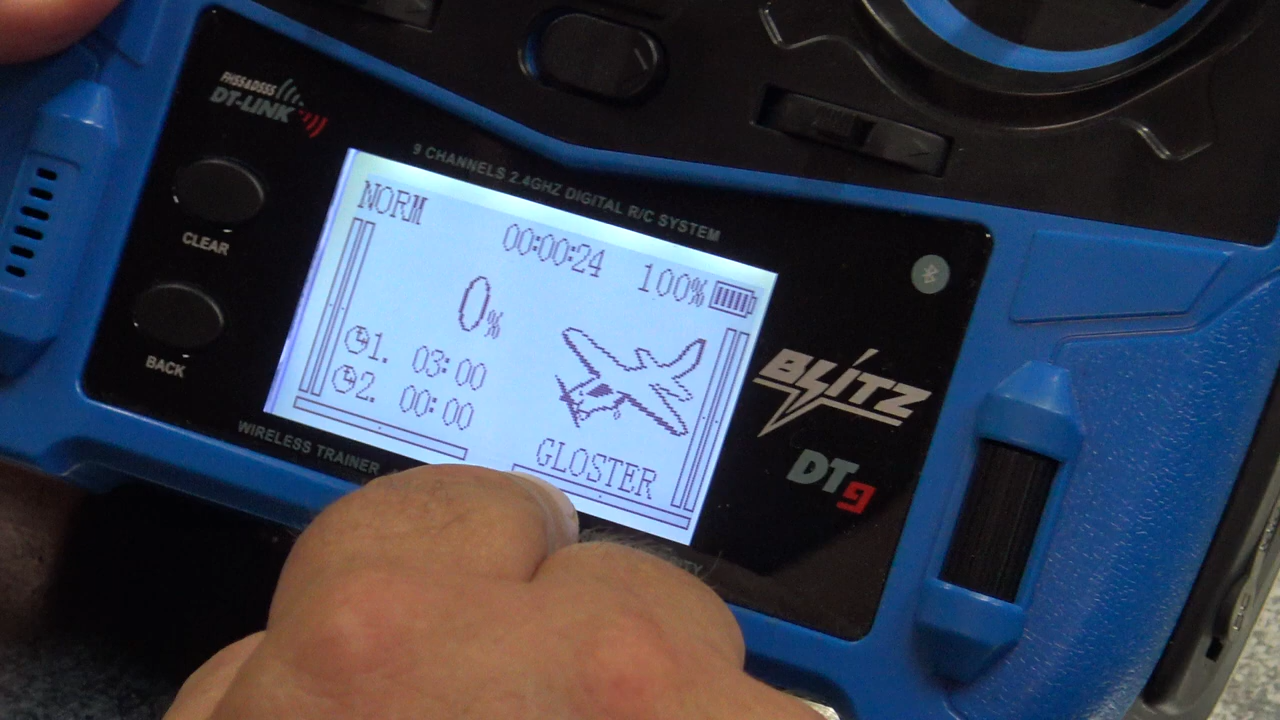 FHSS&DSSS
DT-LINK
9 CHANNELS 2.4GHZ DIGITAL R/C SYSTEM
NORM
00:00:24
100%
0%
1. 03:00
2. 00:00
GLOSTER
CLEAR
BACK
BLITZ
DT9
WIRELESS TRAINER